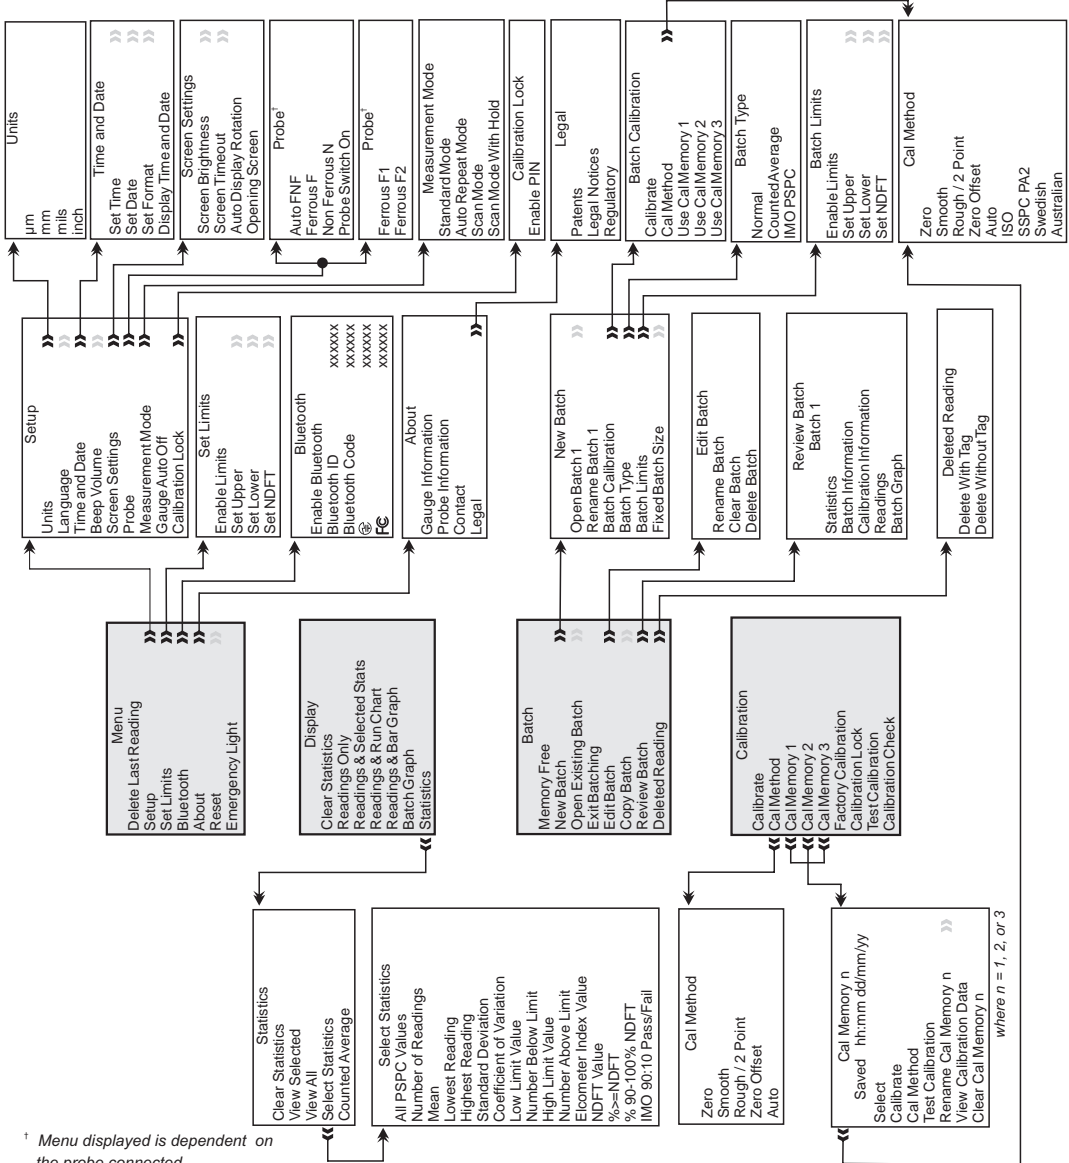 Units
µm
mm
mils
inch
Time and Date
Set Time
Set Date
Set Format
Display Time and Date
Screen Settings
Screen Brightness
Screen Timeout
Auto Display Rotation
Opening Screen
Probe†
Auto FNF
Ferrous F
Non Ferrous N
Probe Switch On
Probe†
Ferrous F1
Ferrous F2
Measurement Mode
Standard Mode
Auto Repeat Mode
Scan Mode
Scan Mode With Hold
Calibration Lock
Enable PIN
Legal
Patents
Legal Notices
Regulatory
Batch Calibration
Calibrate
Cal Method
Use Cal Memory 1
Use Cal Memory 2
Use Cal Memory 3
Batch Type
Normal
Counted Average
IMO PSPC
Batch Limits
Enable Limits
Set Upper
Set Lower
Set NDFT
Cal Method
Zero
Smooth
Rough / 2 Point
Zero Offset
Auto
ISO
SSPC PA2
Swedish
Australian
Setup
Units
Language
Time and Date
Beep Volume
Screen Settings
Probe
Measurement Mode
Gauge Auto Off
Calibration Lock
Set Limits
Enable Limits
Set Upper
Set Lower
Set NDFT
Bluetooth
Enable Bluetooth
Bluetooth ID xxxxxx
Bluetooth Code xxxxxx
xxxxxx
FC xxxxxx
About
Gauge Information
Probe Information
Contact
Legal
New Batch
Open Batch 1
Rename Batch 1
Batch Calibration
Batch Type
Batch Limits
Fixed Batch Size
Edit Batch
Rename Batch
Clear Batch
Delete Batch
Review Batch
Batch 1
Statistics
Batch Information
Calibration Information
Readings
Batch Graph
Deleted Reading
Delete With Tag
Delete Without Tag
Menu
Delete Last Reading
Setup
Set Limits
Bluetooth
About
Reset
Emergency Light
Display
Clear Statistics
Readings Only
Readings & Selected Stats
Readings & Run Chart
Readings & Bar Graph
Batch Graph
Statistics
Batch
Memory Free
New Batch
Open Existing Batch
Exit Batching
Edit Batch
Copy Batch
Review Batch
Deleted Reading
Calibration
Calibrate
Cal Method
Cal Memory 1
Cal Memory 2
Cal Memory 3
Factory Calibration
Calibration Lock
Test Calibration
Calibration Check
Statistics
Clear Statistics
View Selected
View All
Select Statistics
Counted Average
Select Statistics
All PSPC Values
Number of Readings
Mean
Lowest Reading
Highest Reading
Standard Deviation
Coefficient of Variation
Low Limit Value
Number Below Limit
High Limit Value
Number Above Limit
Elcometer Index Value
NDFT Value
%>=NDFT
% 90-100% NDFT
IMO 90:10 Pass/Fail
Cal Method
Zero
Smooth
Rough / 2 Point
Zero Offset
Auto
Cal Memory n
Saved hh:mm dd/mm/yy
Select
Calibrate
Cal Method
Test Calibration
Rename Cal Memory n
View Calibration Data
Clear Cal Memory n
where n = 1, 2, or 3
† Menu displayed is dependent on
the probe connected